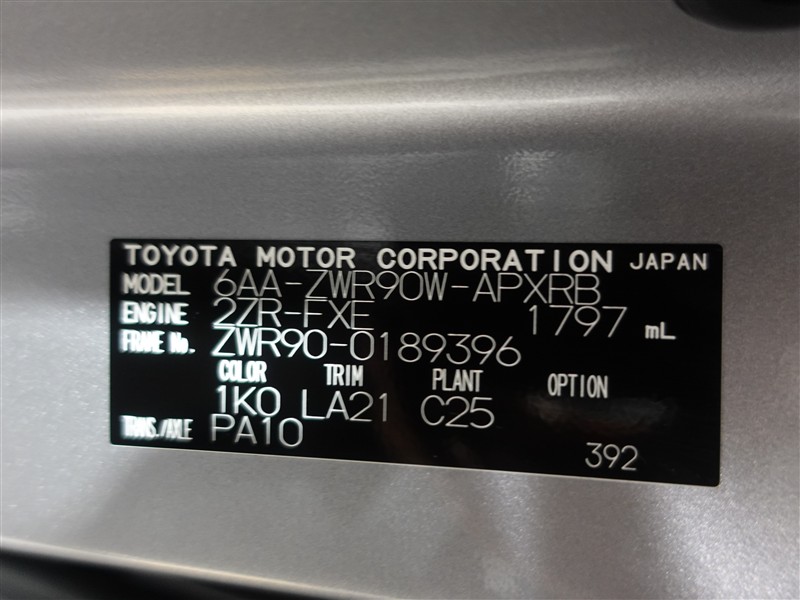 TOYOTA MOTOR CORPORATION JAPAN
MODEL 6AA-ZWR90W-APXRB
ENGINE 2ZR-FXE 1797 mL
FRAME No. ZWR90-0189396
COLOR TRIM PLANT OPTION
1K0 LA21 C25
TRANS./AXLE PA10
392